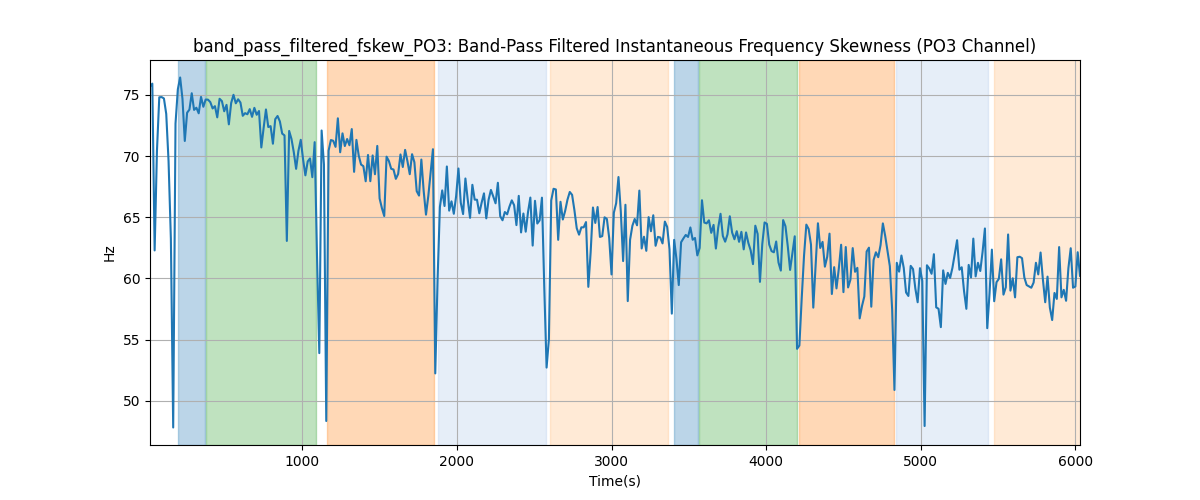 band_pass_filtered_fskew_PO3: Band-Pass Filtered Instantaneous Frequency Skewness (PO3 Channel)
75
70
65
60
55
50
Hz
1000 2000 3000 4000 5000 6000
Time(s)